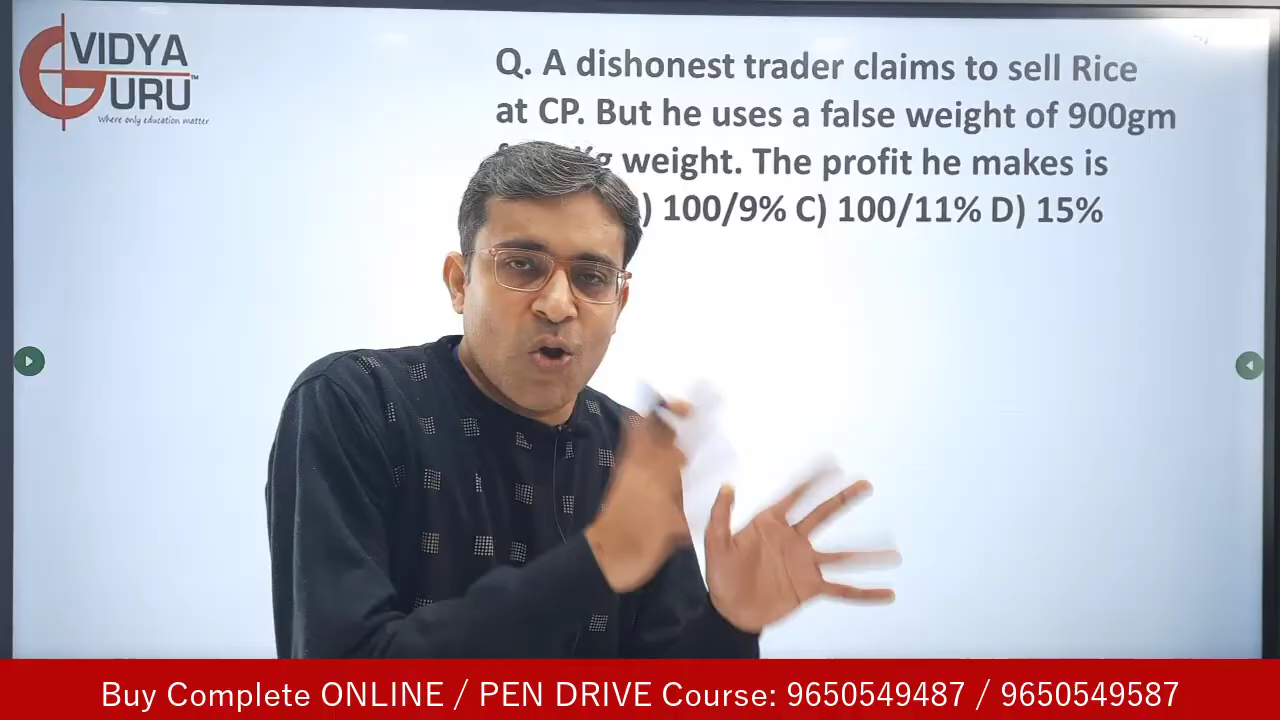 VIDYA
GURU™
Where only education matter
Q. A dishonest trader claims to sell Rice
at CP. But he uses a false weight of 900gm
Kg weight. The profit he makes is
) 100/9% C) 100/11% D) 15%
Buy Complete ONLINE / PEN DRIVE Course: 9650549487 / 9650549587